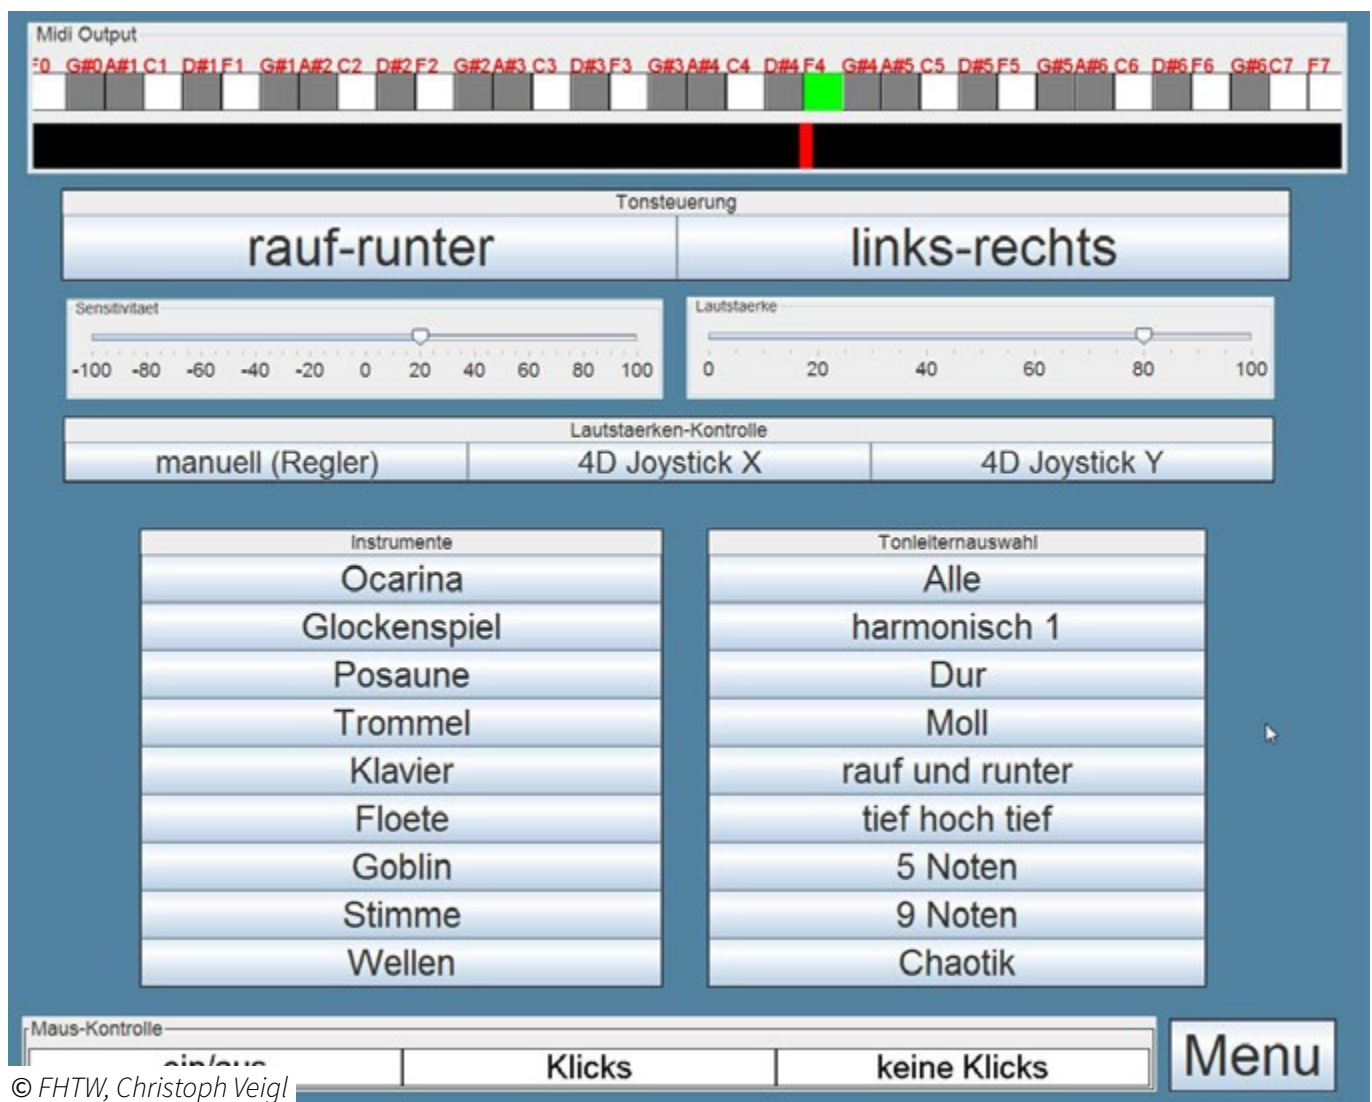 Midi Output
F0 G#0 A#1 C1 D#1 F1 G#1 A#2 C2 D#2 F2 G#2 A#3 C3 D#3 F3 G#3 A#4 C4 D#4 F4 G#4 A#5 C5 D#5 F5 G#5 A#6 C6 D#6 F6 G#6 C7 F7
Tonsteuerung
rauf-runter links-rechts
Sensitivitaet
-100 -80 -60 -40 -20 0 20 40 60 80 100
Lautstaerke
0 20 40 60 80 100
Lautstaerken-Kontrolle
manuell (Regler) 4D Joystick X 4D Joystick Y
Instrumente
Ocarina
Glockenspiel
Posaune
Trommel
Klavier
Floete
Goblin
Stimme
Wellen
Tonleiternauswahl
Alle
harmonisch 1
Dur
Moll
rauf und runter
tief hoch tief
5 Noten
9 Noten
Chaotik
Maus-Kontrolle
ein/aus Klicks keine Klicks
Menu
© FHTW, Christoph Veigl